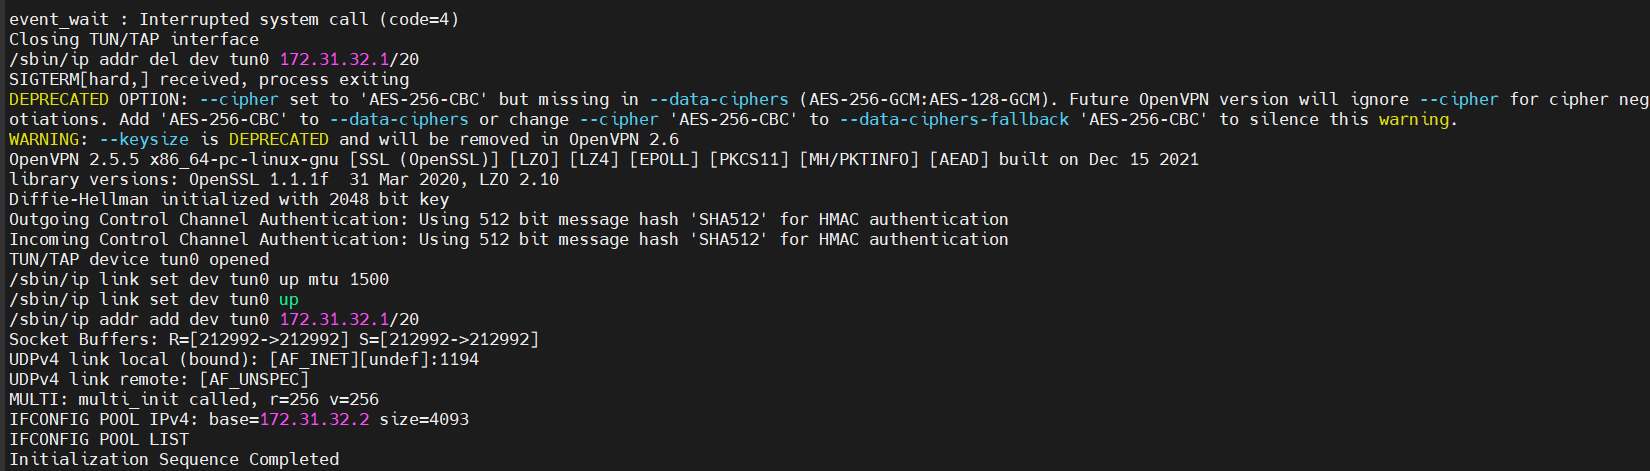 event_wait : Interrupted system call (code=4)
Closing TUN/TAP interface
/sbin/ip addr del dev tun0 172.31.32.1/20
SIGTERM[hard,] received, process exiting
DEPRECATED OPTION: --cipher set to 'AES-256-CBC' but missing in --data-ciphers (AES-256-GCM:AES-128-GCM). Future OpenVPN version will ignore --cipher for cipher neg
otiations. Add 'AES-256-CBC' to --data-ciphers or change --cipher 'AES-256-CBC' to --data-ciphers-fallback 'AES-256-CBC' to silence this warning.
WARNING: --keysize is DEPRECATED and will be removed in OpenVPN 2.6
OpenVPN 2.5.5 x86_64-pc-linux-gnu [SSL (OpenSSL)] [LZO] [LZ4] [EPOLL] [PKCS11] [MH/PKTINFO] [AEAD] built on Dec 15 2021
library versions: OpenSSL 1.1.1f  31 Mar 2020, LZO 2.10
Diffie-Hellman initialized with 2048 bit key
Outgoing Control Channel Authentication: Using 512 bit message hash 'SHA512' for HMAC authentication
Incoming Control Channel Authentication: Using 512 bit message hash 'SHA512' for HMAC authentication
TUN/TAP device tun0 opened
/sbin/ip link set dev tun0 up mtu 1500
/sbin/ip link set dev tun0 up
/sbin/ip addr add dev tun0 172.31.32.1/20
Socket Buffers: R=[212992->212992] S=[212992->212992]
UDPv4 link local (bound): [AF_INET][undef]:1194
UDPv4 link remote: [AF_UNSPEC]
MULTI: multi_init called, r=256 v=256
IFCONFIG POOL IPv4: base=172.31.32.2 size=4093
IFCONFIG POOL LIST
Initialization Sequence Completed